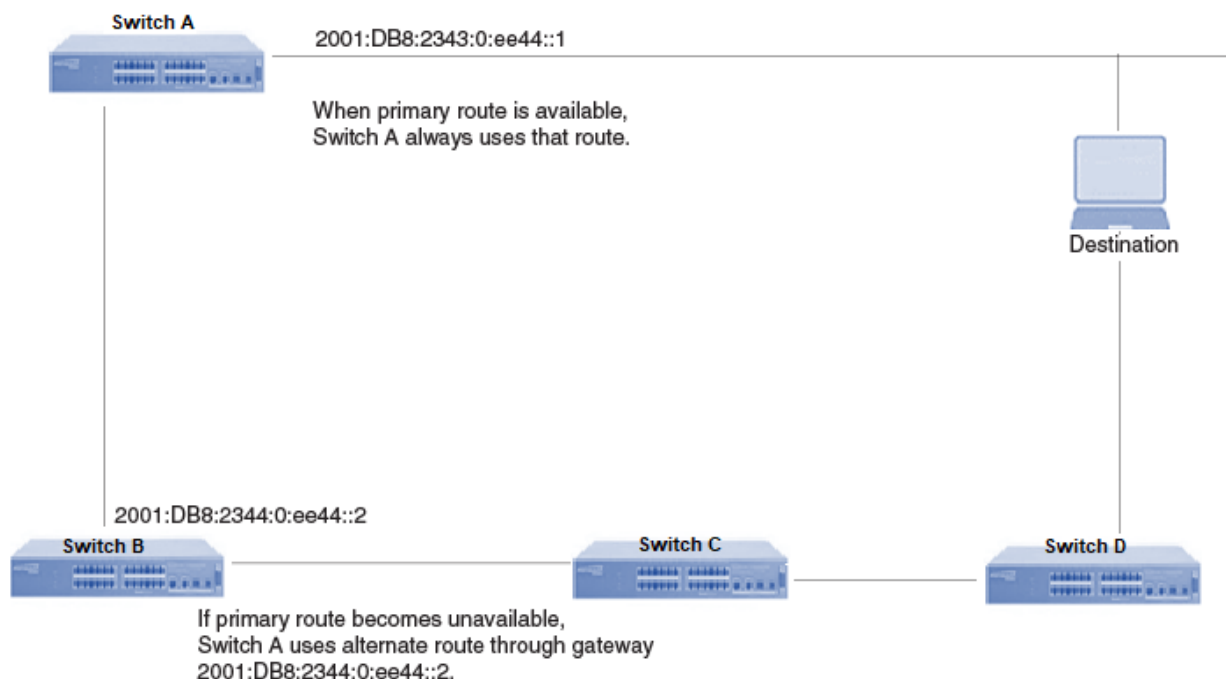 Switch A
2001:DB8:2343:0:ee44::1
When primary route is available,
Switch A always uses that route.
Destination
2001:DB8:2344:0:ee44::2
Switch B
Switch C
Switch D
If primary route becomes unavailable,
Switch A uses alternate route through gateway
2001:DB8:2344:0:ee44::2.